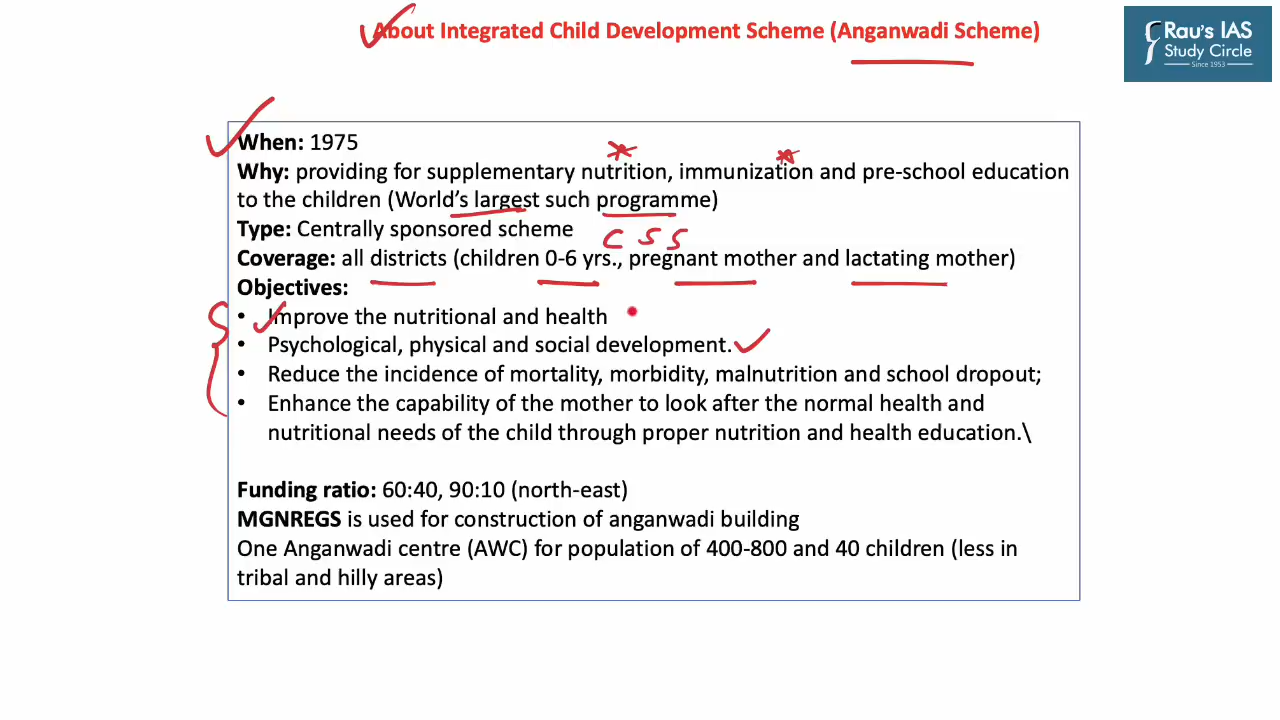 About Integrated Child Development Scheme (Anganwadi Scheme)
Rau's IAS
Study Circle
Since 1953
When: 1975
Why: providing for supplementary nutrition, immunization and pre-school education
to the children (World's largest such programme)
Type: Centrally sponsored scheme
CSS
Coverage: all districts (children 0-6 yrs., pregnant mother and lactating mother)
Objectives:
• Improve the nutritional and health
• Psychological, physical and social development.
• Reduce the incidence of mortality, morbidity, malnutrition and school dropout;
• Enhance the capability of the mother to look after the normal health and
nutritional needs of the child through proper nutrition and health education.\
Funding ratio: 60:40, 90:10 (north-east)
MGNREGS is used for construction of anganwadi building
One Anganwadi centre (AWC) for population of 400-800 and 40 children (less in
tribal and hilly areas)